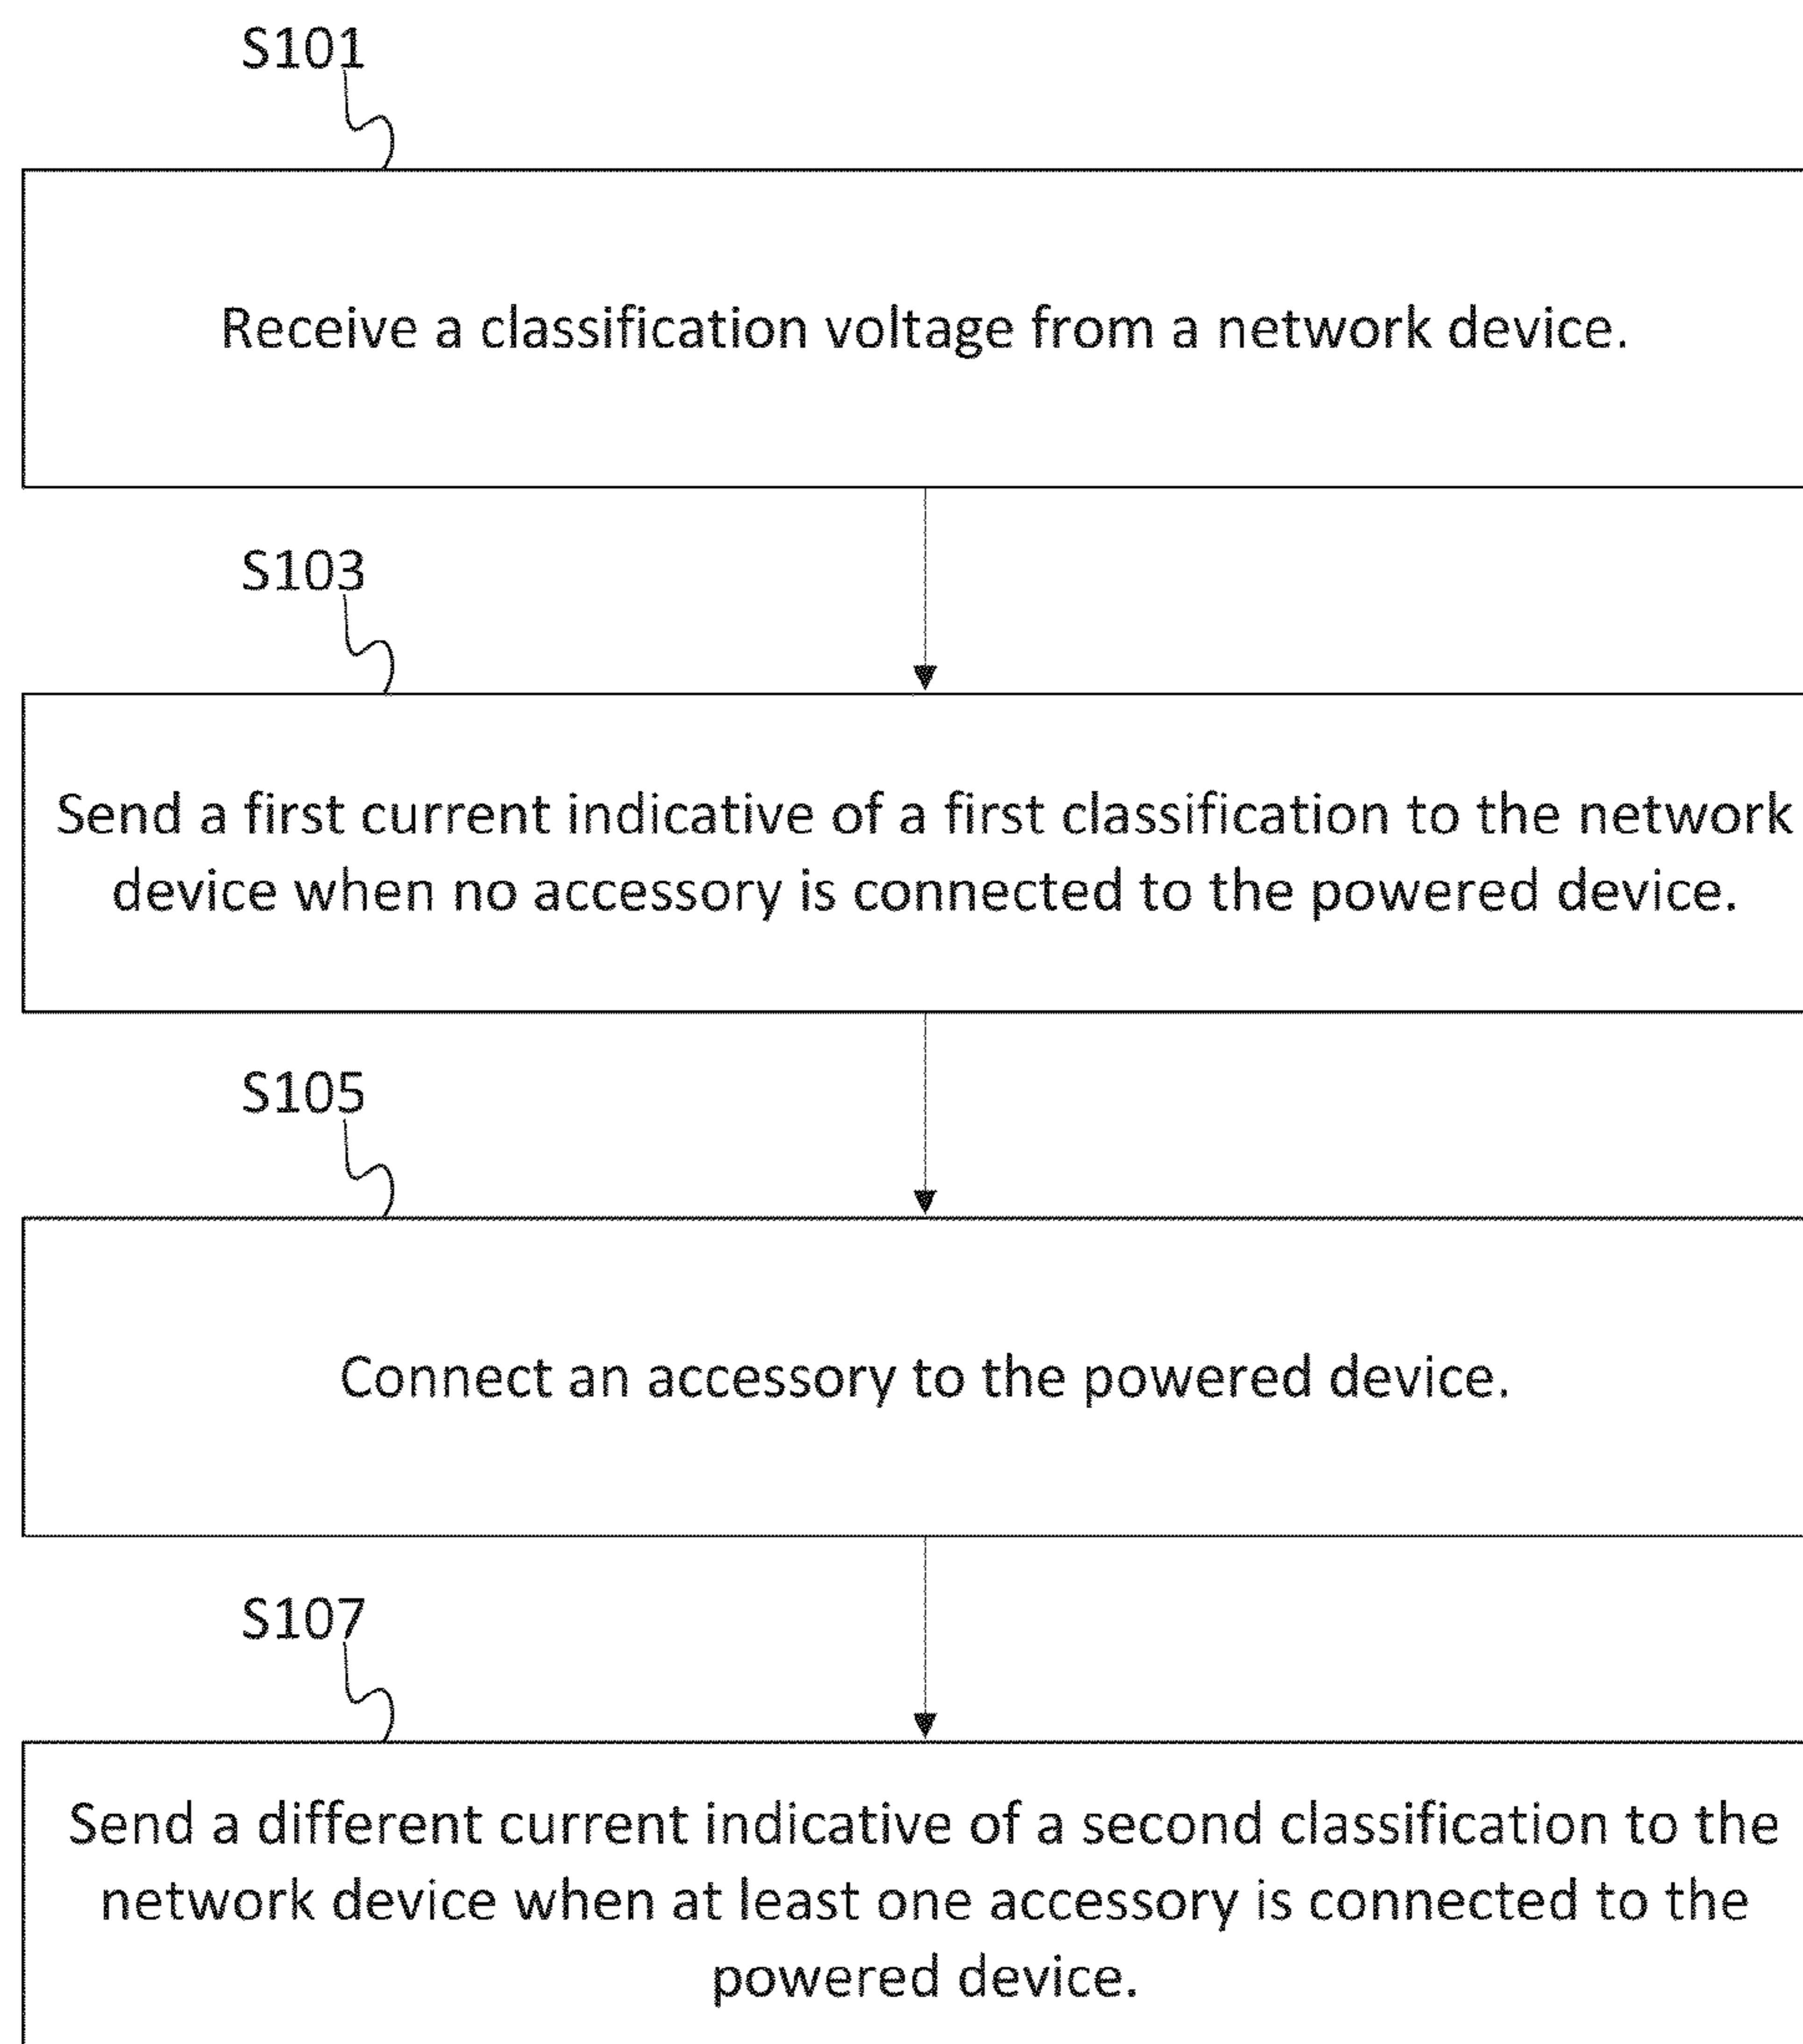 S101
Receive a classification voltage from a network device.
S103
Send a first current indicative of a first classification to the network
device when no accessory is connected to the powered device.
S105
Connect an accessory to the powered device.
S107
Send a different current indicative of a second classification to the
network device when at least one accessory is connected to the
powered device.